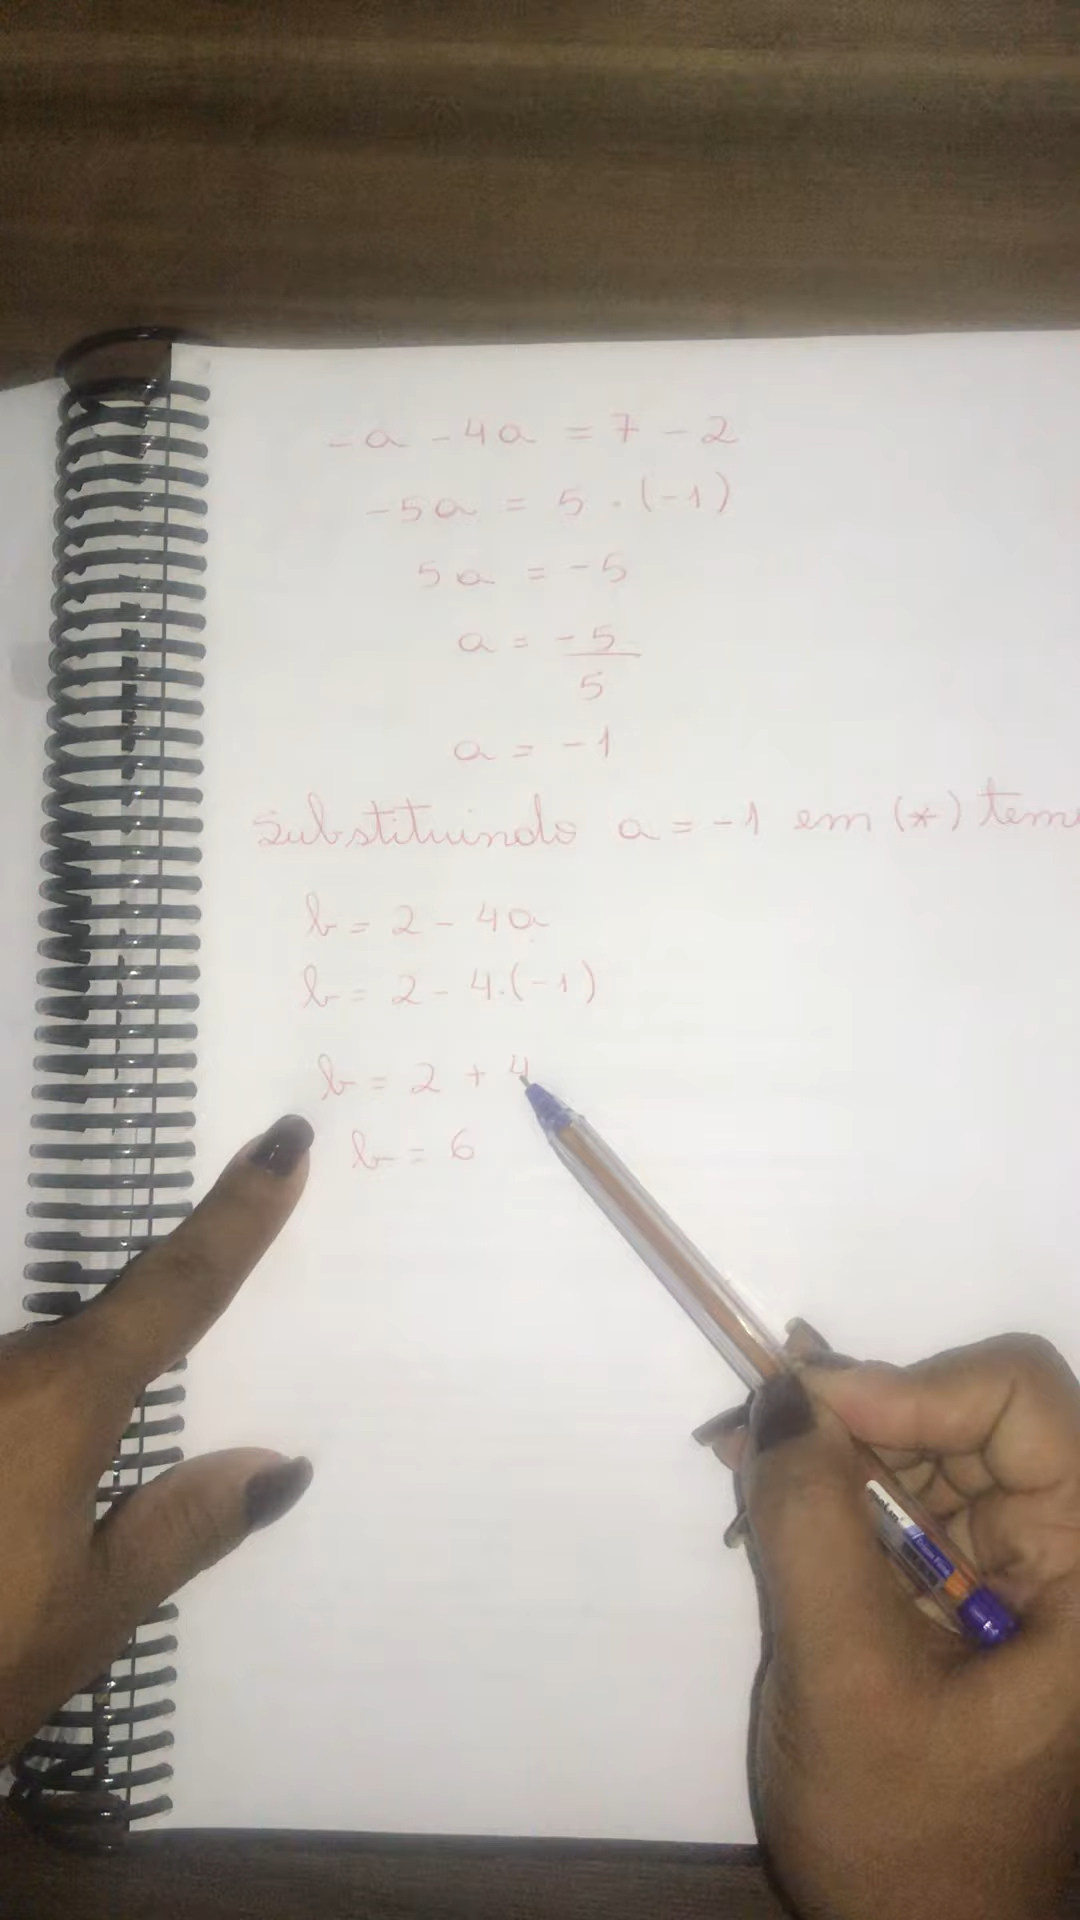 -a - 4a = 7 - 2
-5a = 5 . (-1)
5a = -5
a = -5
5
a = -1
Substituindo a = -1 em (*) tem
b = 2 - 4a
b = 2 - 4.(-1)
b = 2 + 4
b = 6